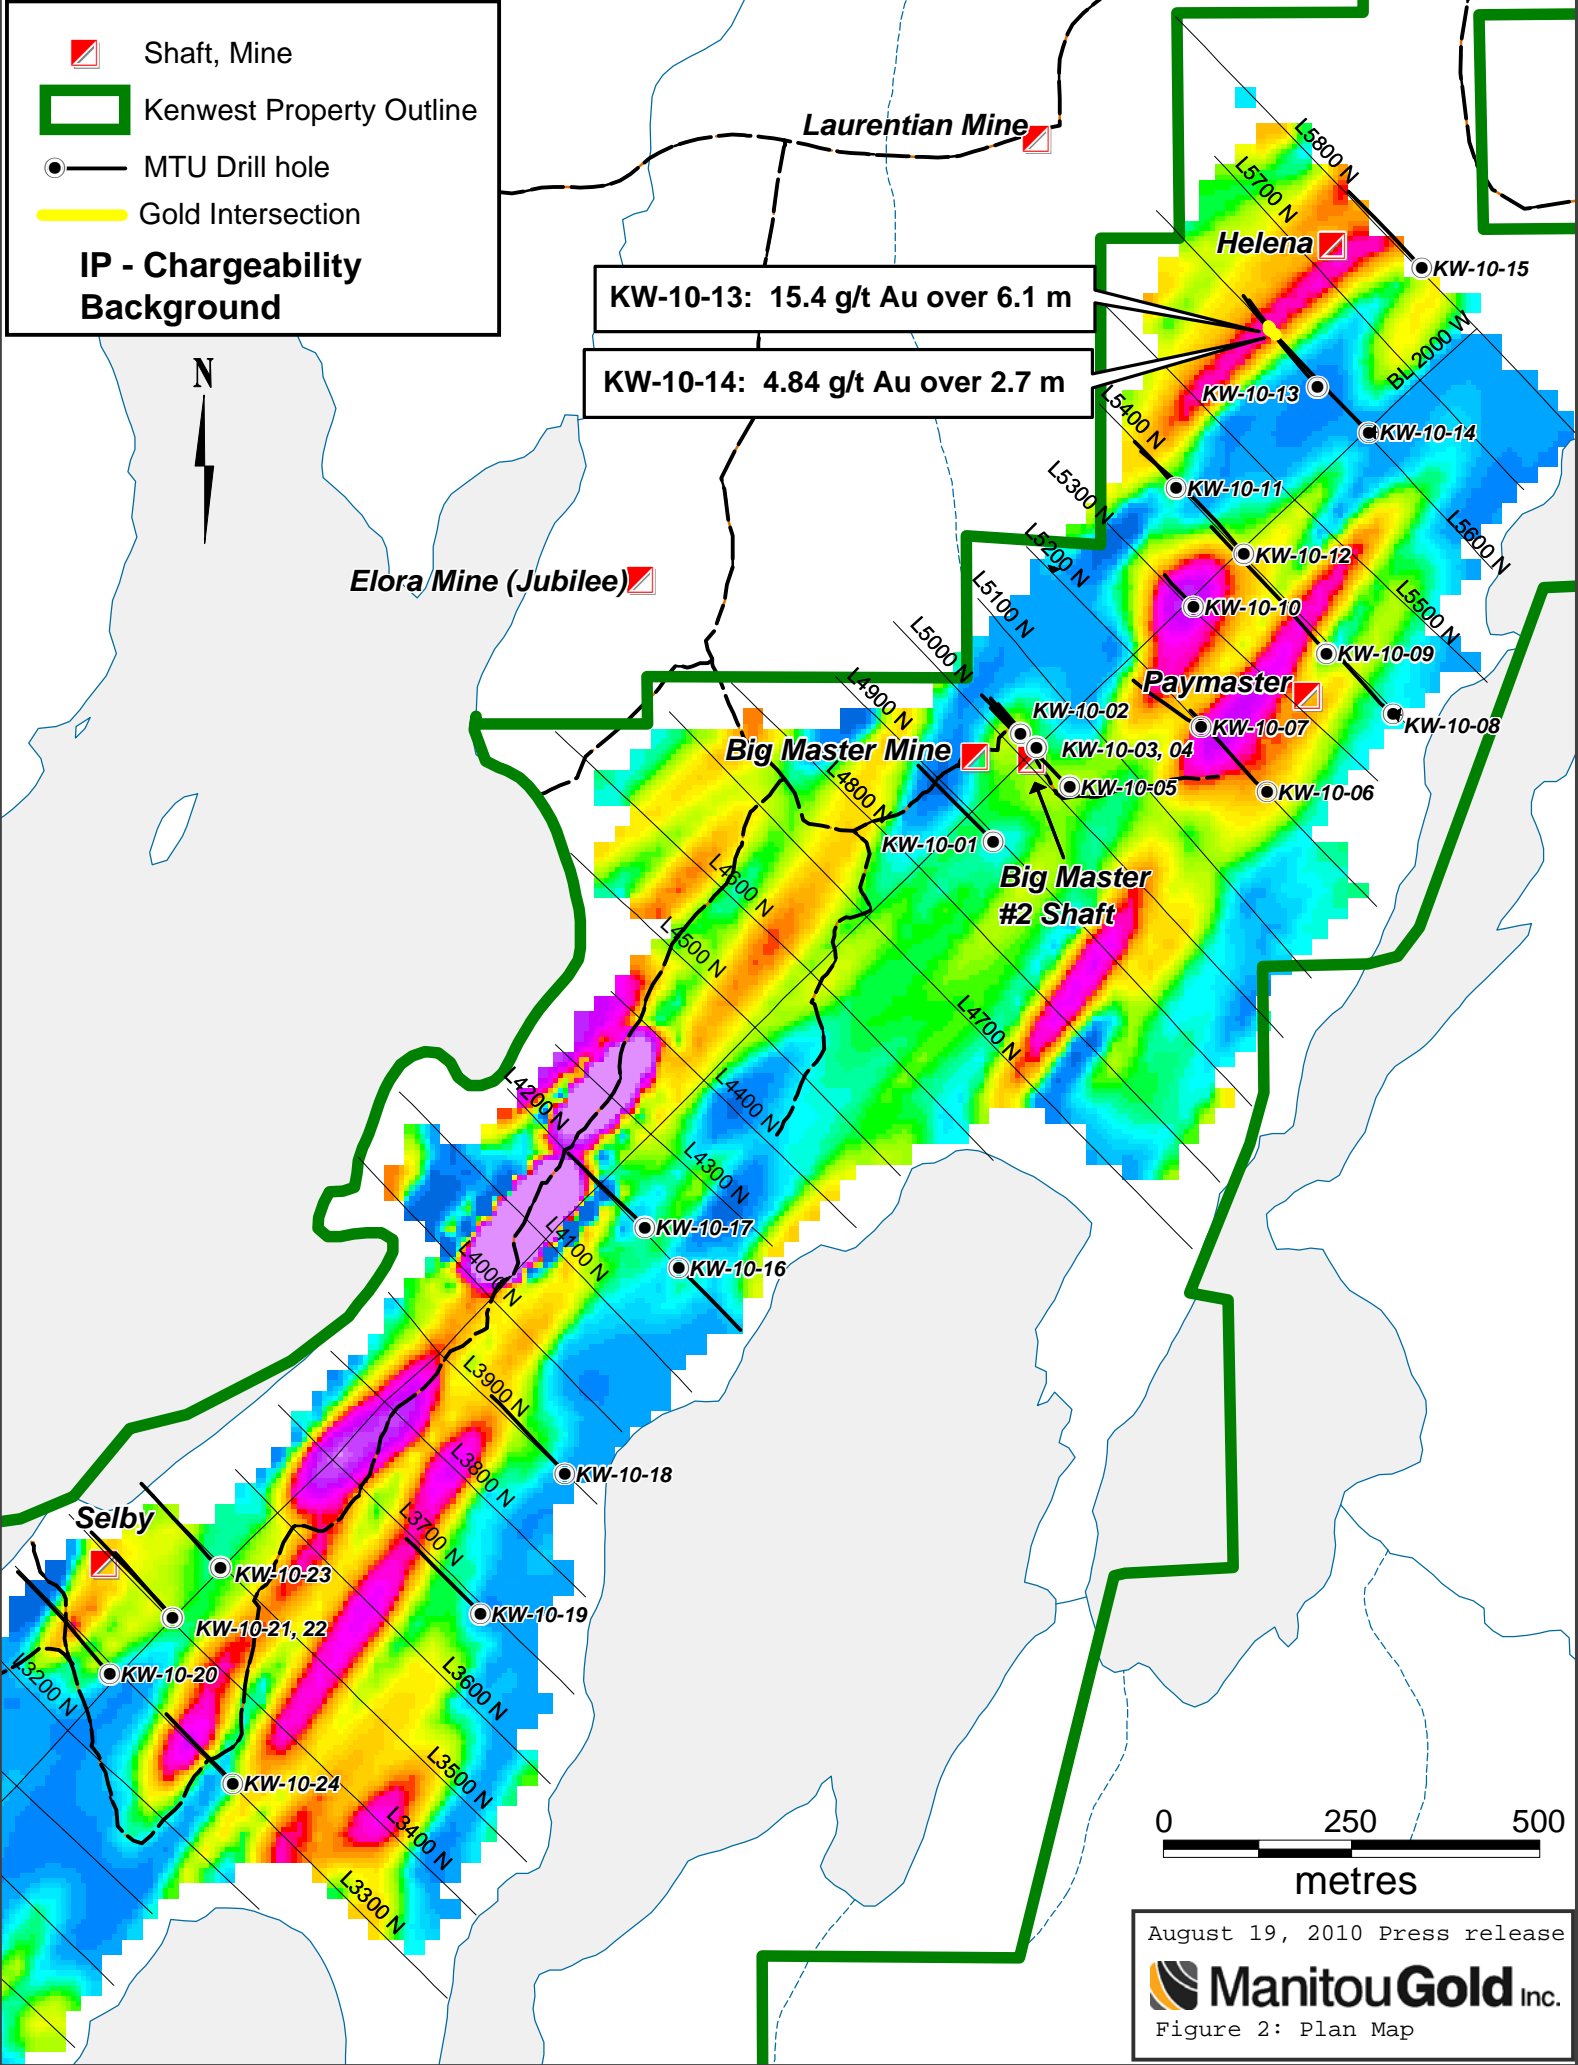 Shaft, Mine
Kenwest Property Outline
MTU Drill hole
Gold Intersection
IP - Chargeability
Background
N
Laurentian Mine
L5800 N
L5700 N
Helena
KW-10-15
KW-10-13: 15.4 g/t Au over 6.1 m
BL 2000 W
KW-10-14: 4.84 g/t Au over 2.7 m
KW-10-13
L5400 N
KW-10-14
L5300 N
KW-10-11
L5600 N
L5200 N
KW-10-12
Elora Mine (Jubilee)
L5100 N
KW-10-10
L5500 N
L5000 N
KW-10-09
L4900 N
Paymaster
KW-10-02
KW-10-07
KW-10-08
Big Master Mine
KW-10-03, 04
L4800 N
KW-10-05
KW-10-06
KW-10-01
L4600 N
Big Master
#2 Shaft
L4500 N
L4700 N
L4200 N
L4400 N
L4300 N
KW-10-17
L4100 N
KW-10-16
L4000 N
L3900 N
L3800 N
KW-10-18
Selby
L3700 N
KW-10-23
KW-10-19
KW-10-21, 22
KW-10-20
L3200 N
L3600 N
KW-10-24
L3500 N
L3400 N
L3300 N
0 250 500
metres
August 19, 2010 Press release
ManitouGold Inc.
Figure 2: Plan Map